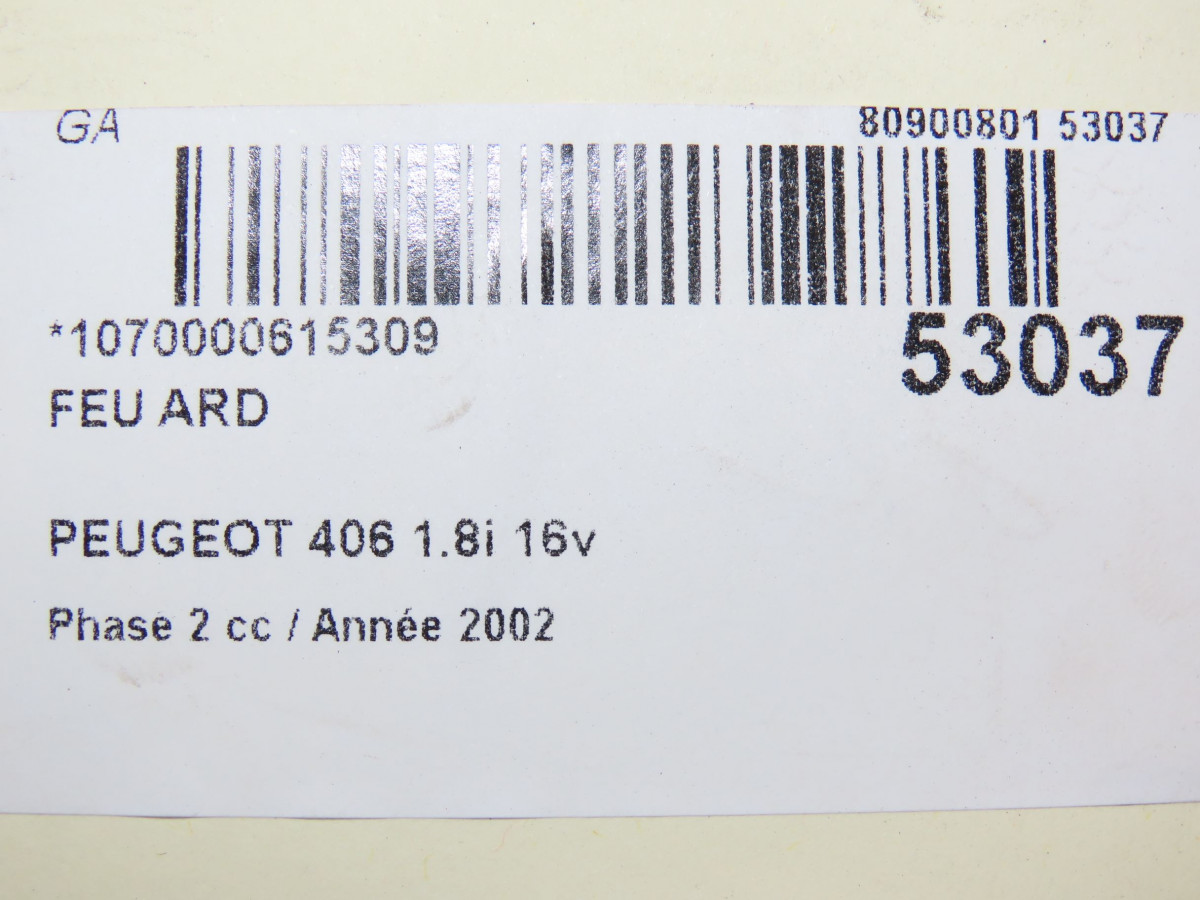 GA
80900801 53037
*1070000615309
53037
FEU ARD
PEUGEOT 406 1.8i 16v
Phase 2 cc / Année 2002